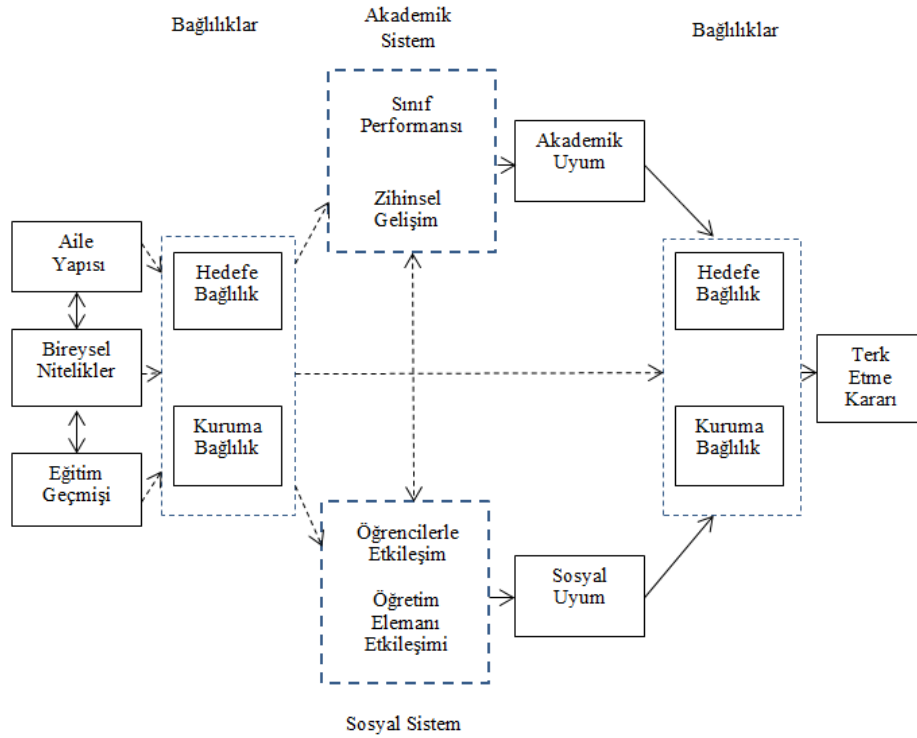 Bağlılıklar
Akademik
Sistem
Bağlılıklar
Sınıf
Performansı
Zihinsel
Gelişim
Akademik
Uyum
Aile
Yapısı
Bireysel
Nitelikler
Eğitim
Geçmişi
Hedefe
Bağlılık
Kuruma
Bağlılık
Hedefe
Bağlılık
Kuruma
Bağlılık
Terk
Etme
Kararı
Öğrencilerle
Etkileşim
Öğretim
Elemanı
Etkileşimi
Sosyal
Uyum
Sosyal Sistem